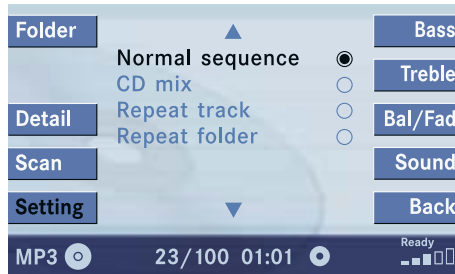 Folder
Bass
Normal sequence
CD mix
Treble
Repeat track
Detail
Bal/Fad
Repeat folder
Scan
Sound
Setting
Back
MP3
23/100 01:01
Ready